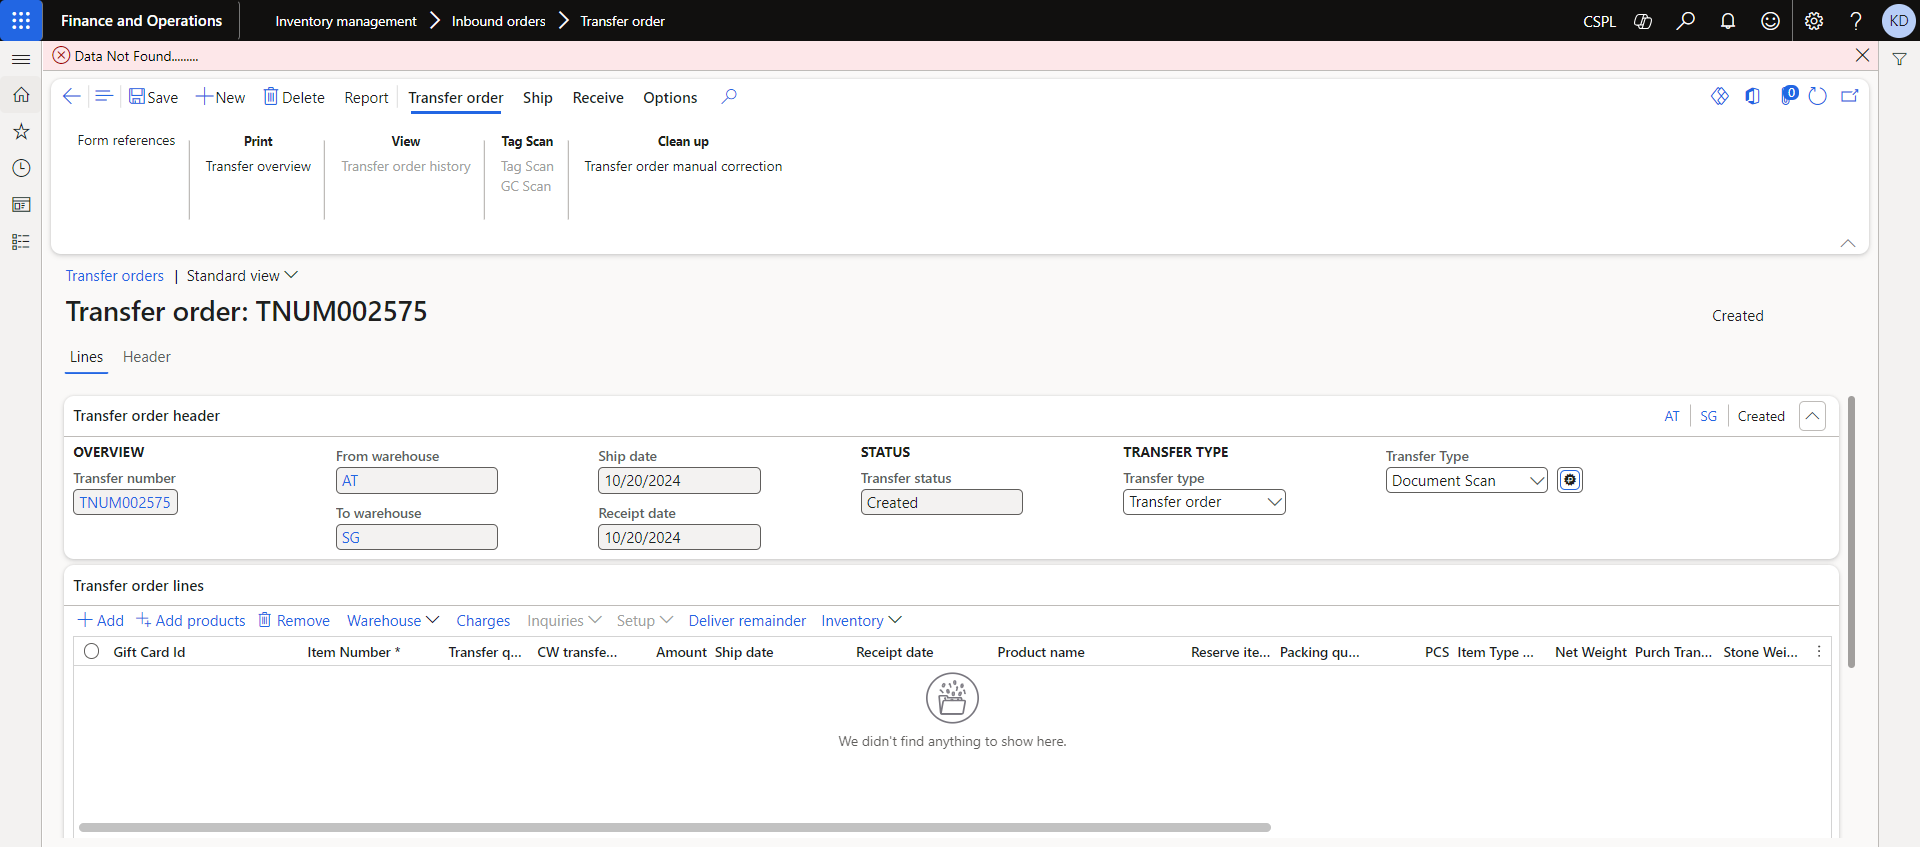 Finance and Operations
Inventory management > Inbound orders > Transfer order
CSPL
KD
Data Not Found.........
Save
New
Delete
Report
Transfer order
Ship
Receive
Options
0
Form references
Print
Transfer overview
View
Transfer order history
Tag Scan
Tag Scan
GC Scan
Clean up
Transfer order manual correction
Transfer orders | Standard view
Transfer order: TNUM002575
Created
Lines
Header
Transfer order header
AT | SG | Created
OVERVIEW
Transfer number
TNUM002575
From warehouse
AT
To warehouse
SG
Ship date
10/20/2024
Receipt date
10/20/2024
STATUS
Transfer status
Created
TRANSFER TYPE
Transfer type
Transfer order
Transfer Type
Document Scan
Transfer order lines
Add
Add products
Remove
Warehouse
Charges
Inquiries
Setup
Deliver remainder
Inventory
Gift Card Id
Item Number *
Transfer q...
CW transfe...
Amount
Ship date
Receipt date
Product name
Reserve ite...
Packing qu...
PCS
Item Type ...
Net Weight
Purch Tran...
Stone Wei...
We didn't find anything to show here.